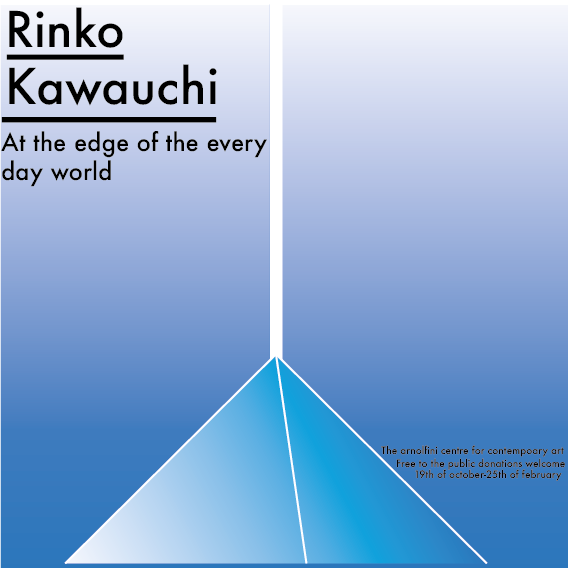 Rinko
Kawauchi
At the edge of the every
day world
The arnolfini centre for contempoary art
Free to the public donations welcome
19th of october-25th of february